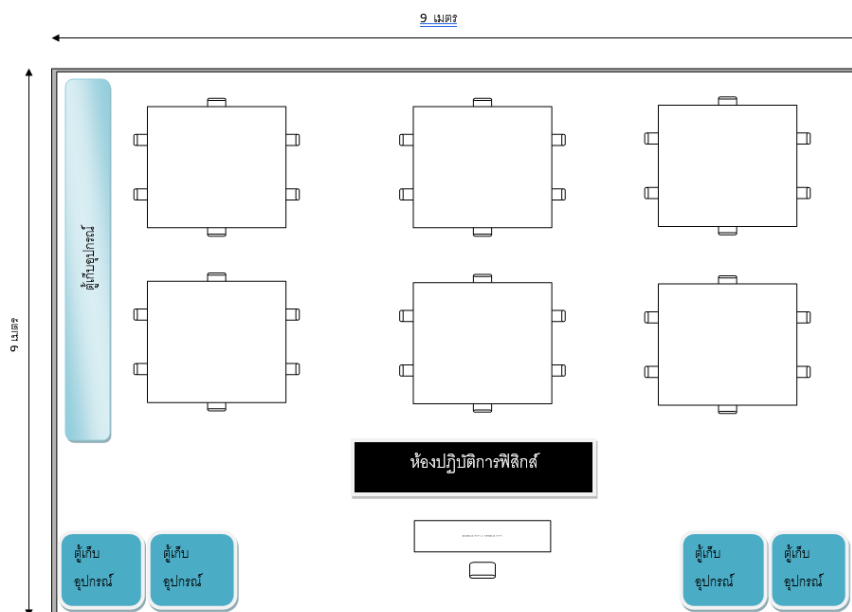 9 เมตร
ตู้เก็บอุปกรณ์
9 เมตร
ห้องปฏิบัติการฟิสิกส์
ตู้เก็บ
อุปกรณ์
ตู้เก็บ
อุปกรณ์
ตู้เก็บ
อุปกรณ์
ตู้เก็บ
อุปกรณ์